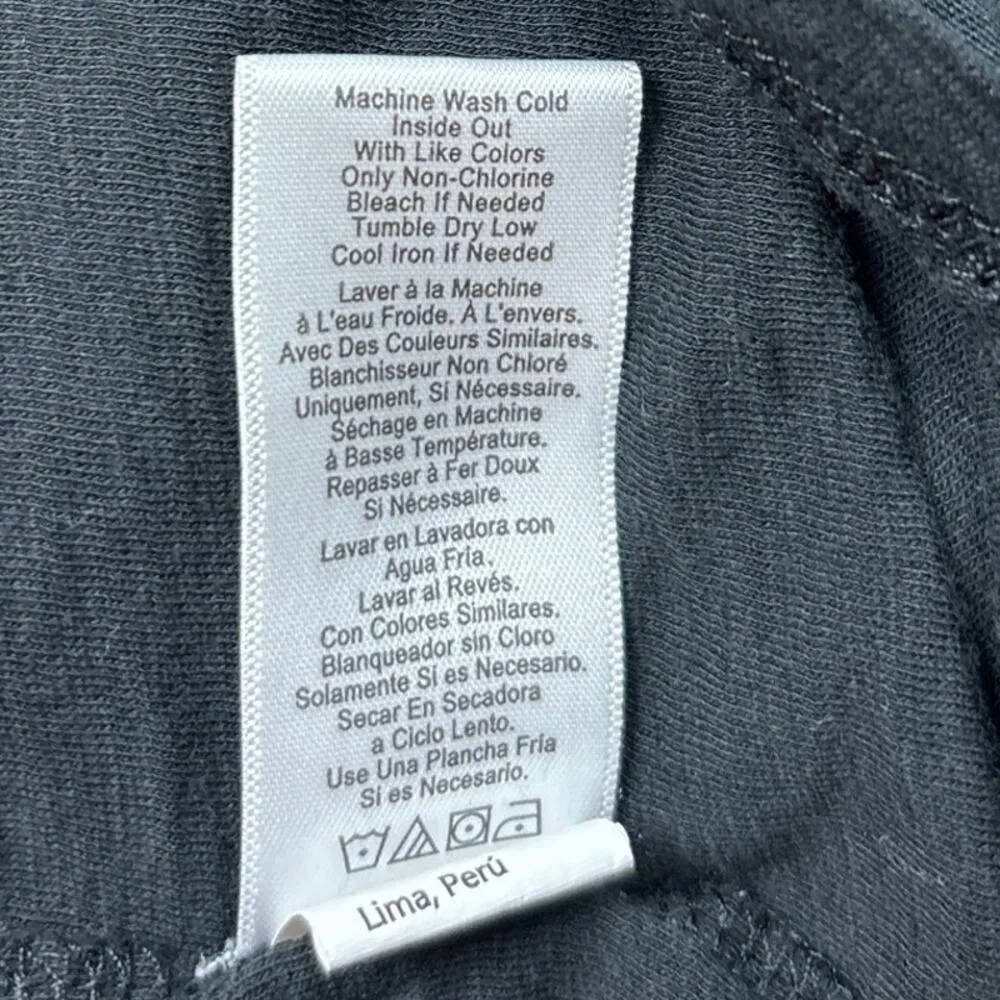 Machine Wash Cold
Inside Out
With Like Colors
Only Non-Chlorine
Bleach If Needed
Tumble Dry Low
Cool Iron If Needed
Laver à la Machine
à L'eau Froide. À L'envers.
Avec Des Couleurs Similaires.
Blanchisseur Non Chloré
Uniquement, Si Nécessaire.
Séchage en Machine
à Basse Température.
Repasser à Fer Doux
Si Nécessaire.
Lavar en Lavadora con
Agua Fría.
Lavar al Revés.
Con Colores Similares.
Blanqueador sin Cloro
Solamente Si es Necesario.
Secar En Secadora
a Ciclo Lento.
Use Una Plancha Fría
Si es Necesario.
Lima, Perú